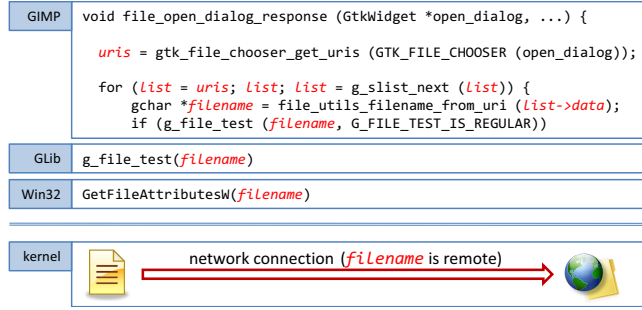 GIMP void file_open_dialog_response (GtkWidget *open_dialog, ...) {
uris = gtk_file_chooser_get_uris (GTK_FILE_CHOOSER (open_dialog));
for (list = uris; list; list = g_slist_next (list)) {
gchar *filename = file_utils_filename_from_uri (list->data);
if (g_file_test (filename, G_FILE_TEST_IS_REGULAR))
GLib g_file_test(filename)
Win32 GetFileAttributesW(filename)
kernel network connection (filename is remote)